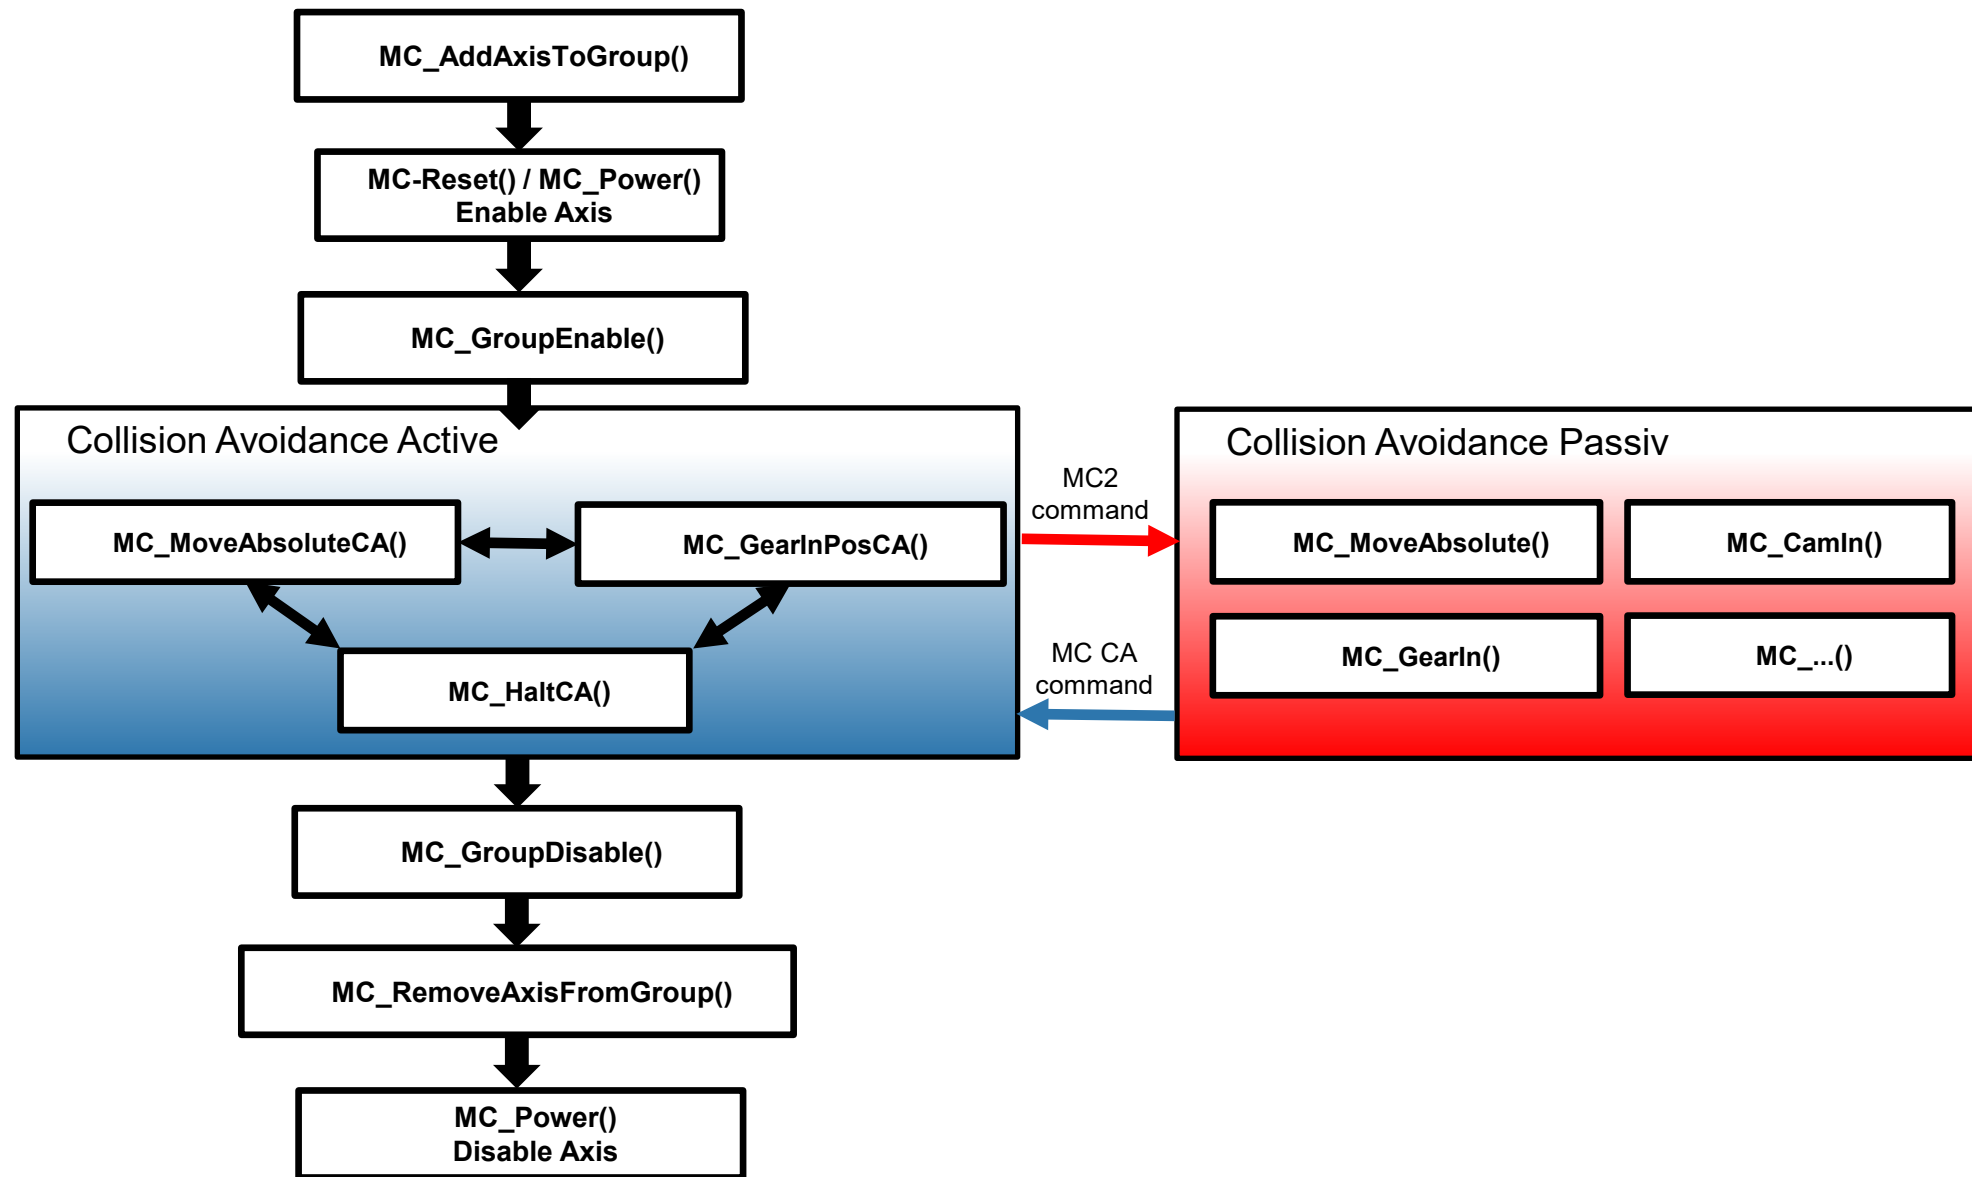 MC_AddAxisToGroup()
MC-Reset() / MC_Power()
Enable Axis
MC_GroupEnable()
Collision Avoidance Active
MC_MoveAbsoluteCA()
MC_GearInPosCA()
MC_HaltCA()
MC2
command
MC CA
command
Collision Avoidance Passiv
MC_MoveAbsolute()
MC_CamIn()
MC_GearIn()
MC_...()
MC_GroupDisable()
MC_RemoveAxisFromGroup()
MC_Power()
Disable Axis